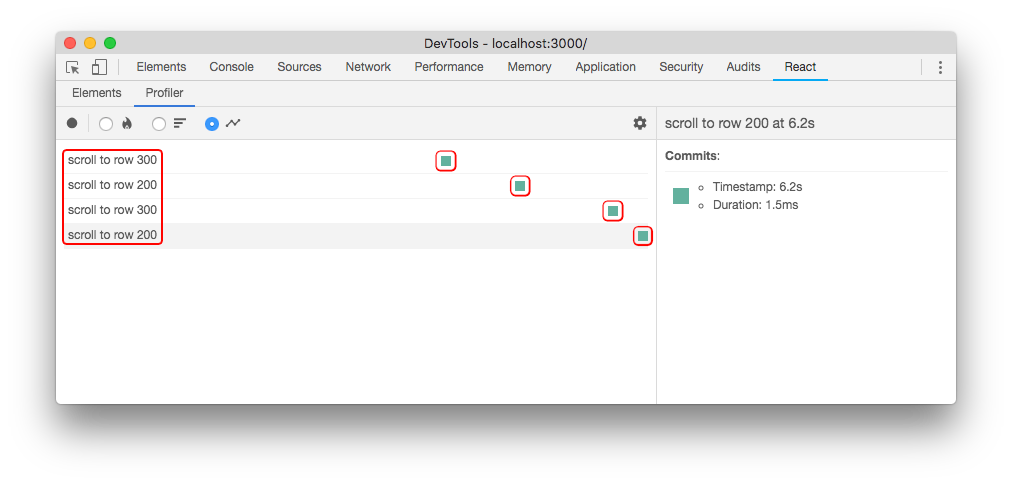 DevTools - localhost:3000/
Elements Console Sources Network Performance Memory Application Security Audits React
Elements Profiler
scroll to row 200 at 6.2s
scroll to row 300
scroll to row 200
scroll to row 300
scroll to row 200
Commits:
Timestamp: 6.2s
Duration: 1.5ms